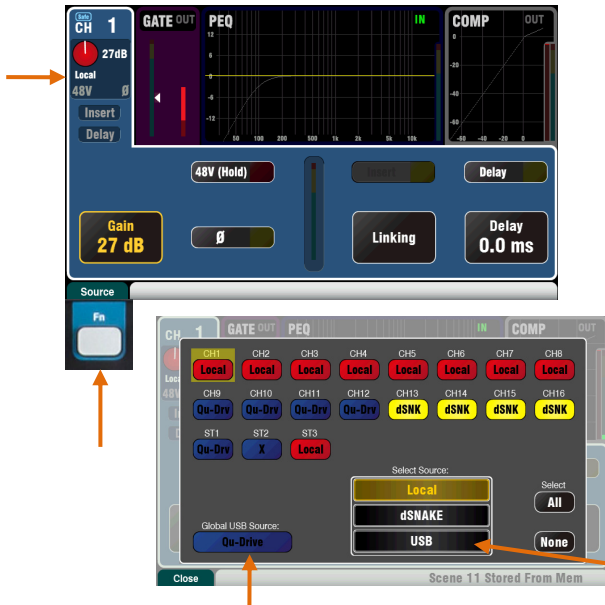 Safe
CH 1
GATE OUT PEQ IN COMP OUT
27dB
Local
48V Ø
Insert
Delay
12
6
0
-6
-12
50 100 200 500 1k 2k 5k 10k
0
-20
-40
-60
-60 -40 -20 0
48V (Hold) Insert Delay
Gain
27 dB
Ø
Linking
Delay
0.0 ms
Source
Fn
CH 1 GATE OUT PEQ IN COMP OUT
CH1 CH2 CH3 CH4 CH5 CH6 CH7 CH8
Local Local Local Local Local Local Local Local
CH9 CH10 CH11 CH12 CH13 CH14 CH15 CH16
Qu-Drv Qu-Drv Qu-Drv Qu-Drv dSNK dSNK dSNK dSNK
ST1 ST2 ST3
Qu-Drv X Local
Select Source:
Local
dSNAKE
USB
Select
All
None
Global USB Source:
Qu-Drive
Close Scene 11 Stored From Mem